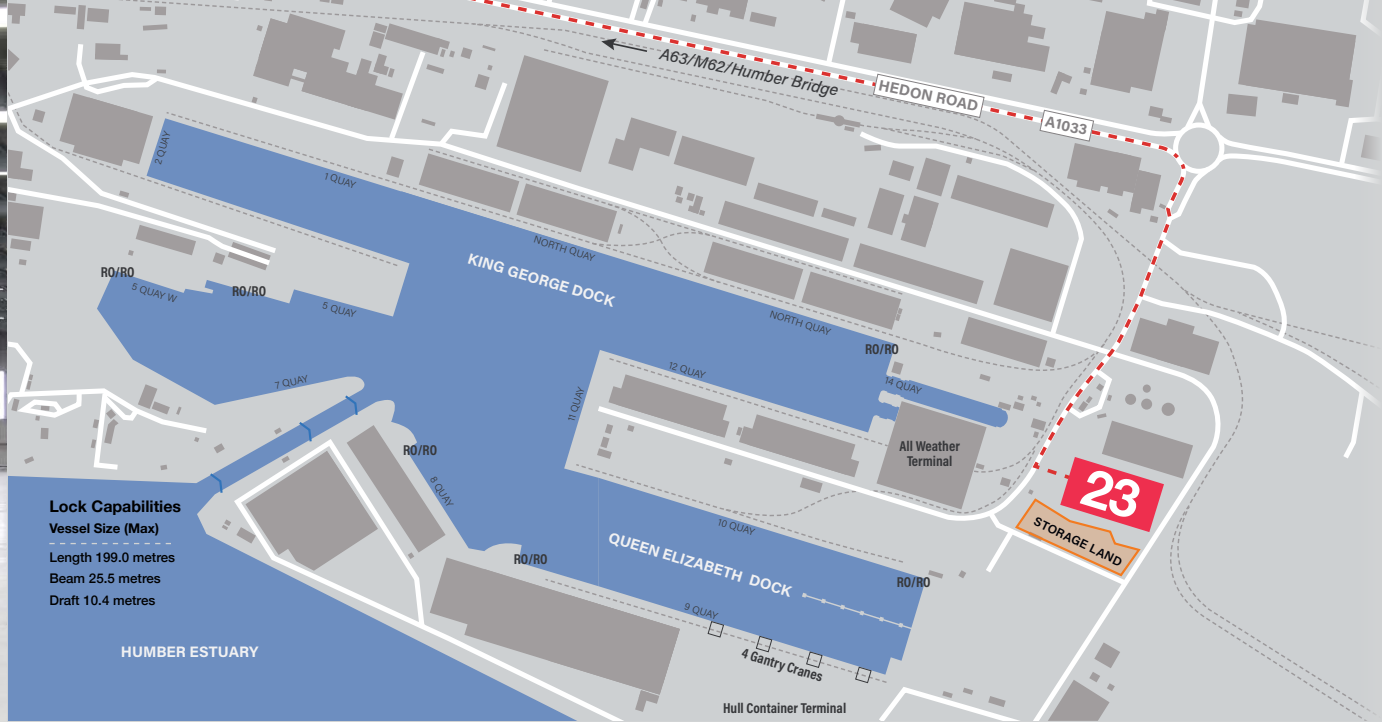 A63/M62/Humber Bridge
HEDON ROAD
A1033
2 QUAY
1 QUAY
NORTH QUAY
KING GEORGE DOCK
NORTH QUAY
RO/RO
5 QUAY W
RO/RO
5 QUAY
RO/RO
14 QUAY
12 QUAY
11 QUAY
7 QUAY
All Weather
Terminal
RO/RO
8 QUAY
23
STORAGE LAND
Lock Capabilities
Vessel Size (Max)
Length 199.0 metres
Beam 25.5 metres
Draft 10.4 metres
10 QUAY
QUEEN ELIZABETH DOCK
RO/RO
RO/RO
9 QUAY
4 Gantry Cranes
HUMBER ESTUARY
Hull Container Terminal